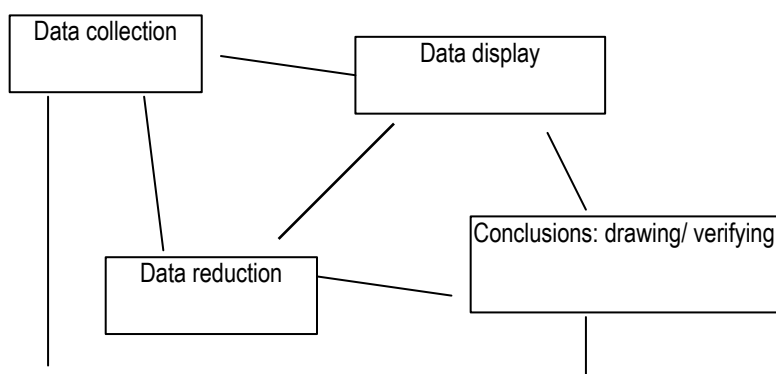 Data collection
Data display
Data reduction
Conclusions: drawing/ verifying